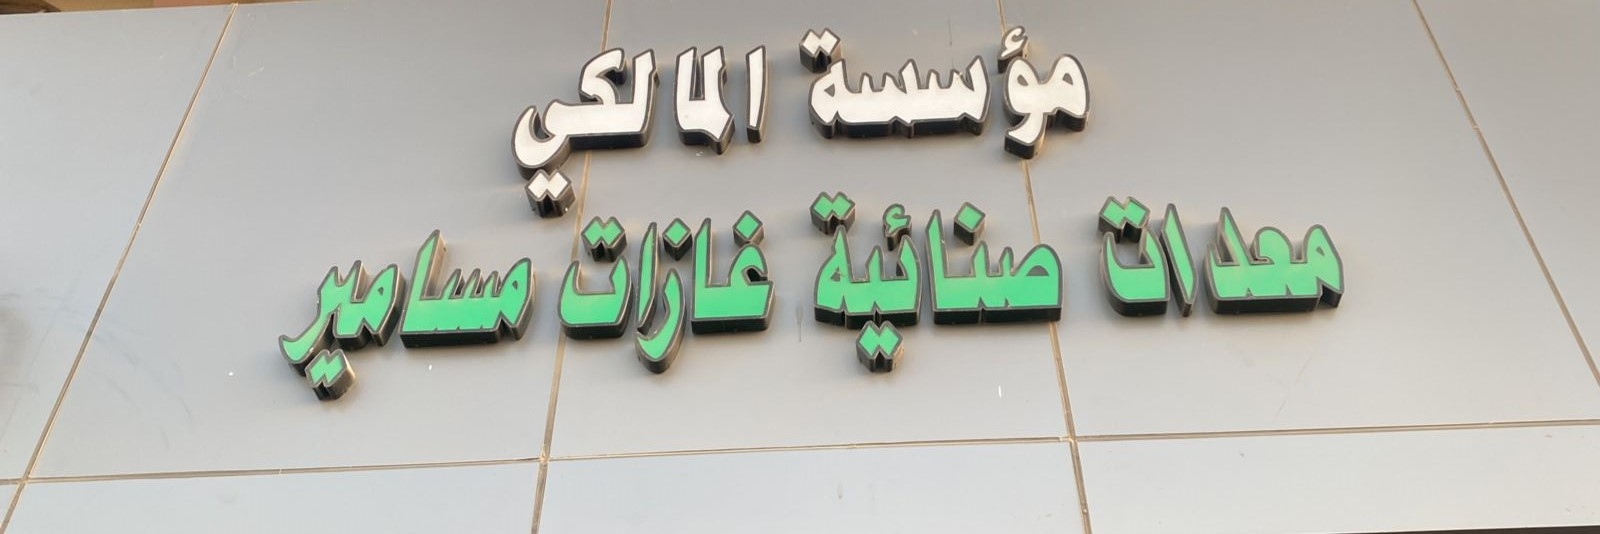 مؤسسة المالكي
معدات صنائية غازات مسامير